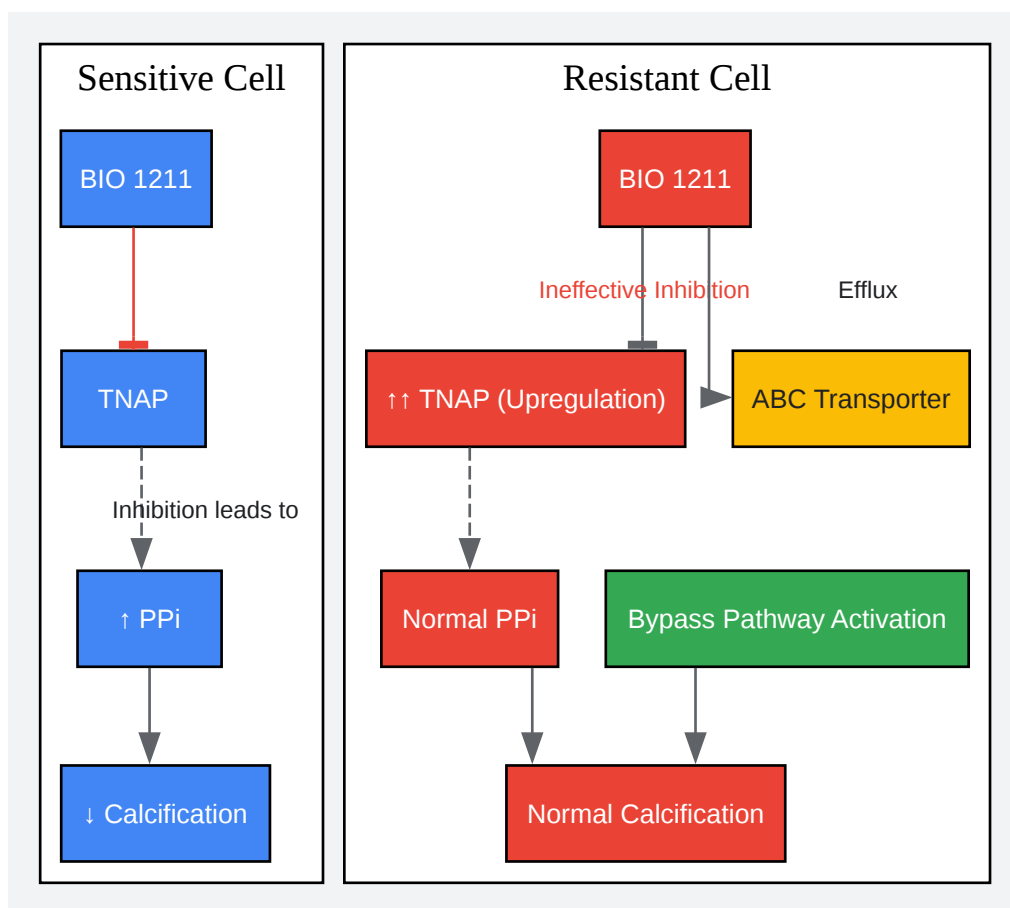 Sensitive Cell
BIO 1211
TNAP
Inhibition leads to
↑ PPi
↓ Calcification
Resistant Cell
BIO 1211
Ineffective Inhibition
Efflux
↑↑ TNAP (Upregulation)
ABC Transporter
Normal PPi
Bypass Pathway Activation
Normal Calcification